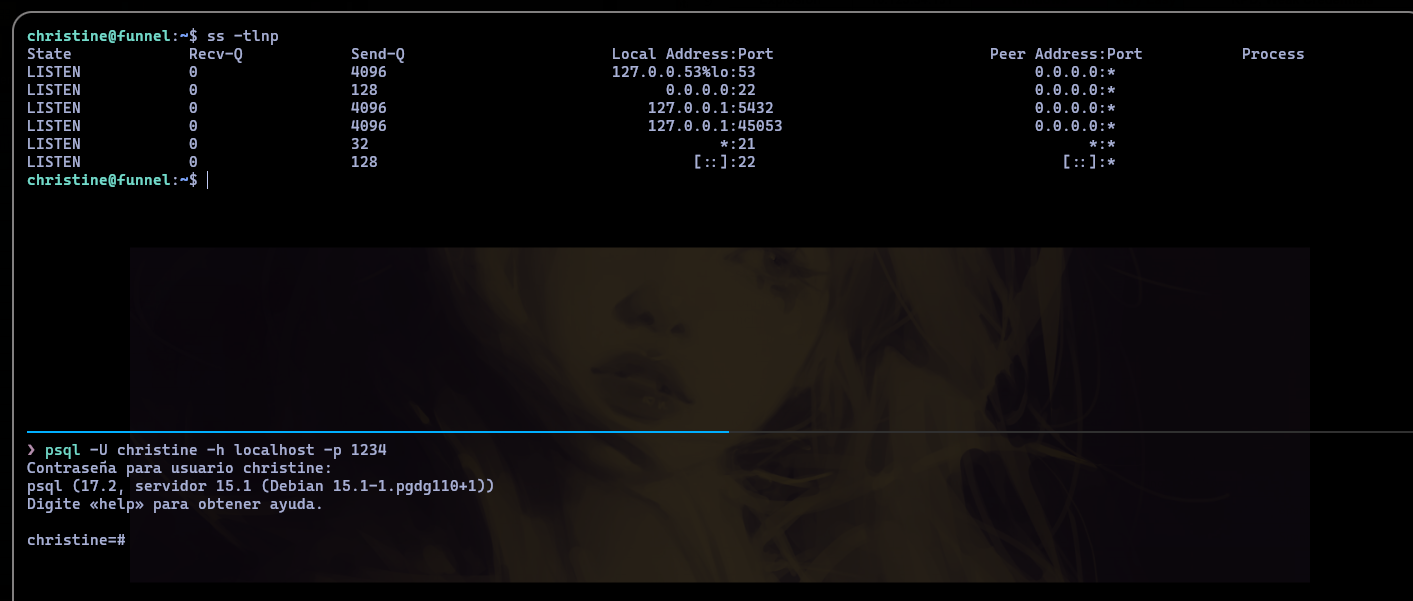 christine@funnel:~$ ss -tlnp
State Recv-Q Send-Q Local Address:Port Peer Address:Port Process
LISTEN 0 4096 127.0.0.53%lo:53 0.0.0.0:*
LISTEN 0 128 0.0.0.0:22 0.0.0.0:*
LISTEN 0 4096 127.0.0.1:5432 0.0.0.0:*
LISTEN 0 4096 127.0.0.1:45053 0.0.0.0:*
LISTEN 0 32 *:21 *:*
LISTEN 0 128 [::]:22 [::]:*
christine@funnel:~$
❯ psql -U christine -h localhost -p 1234
Contraseña para usuario christine:
psql (17.2, servidor 15.1 (Debian 15.1-1.pgdg110+1))
Digite «help» para obtener ayuda.
christine=#